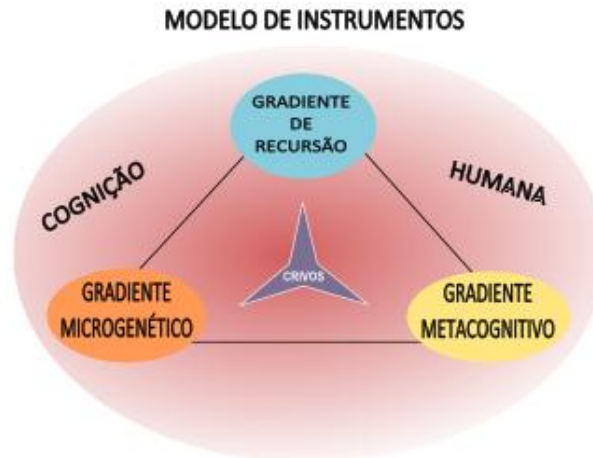 MODELO DE INSTRUMENTOS
GRADIENTE
DE
RECURSÃO
COGNIÇÃO
HUMANA
CRIVOS
GRADIENTE
MICROGENÉTICO
GRADIENTE
METACOGNITIVO